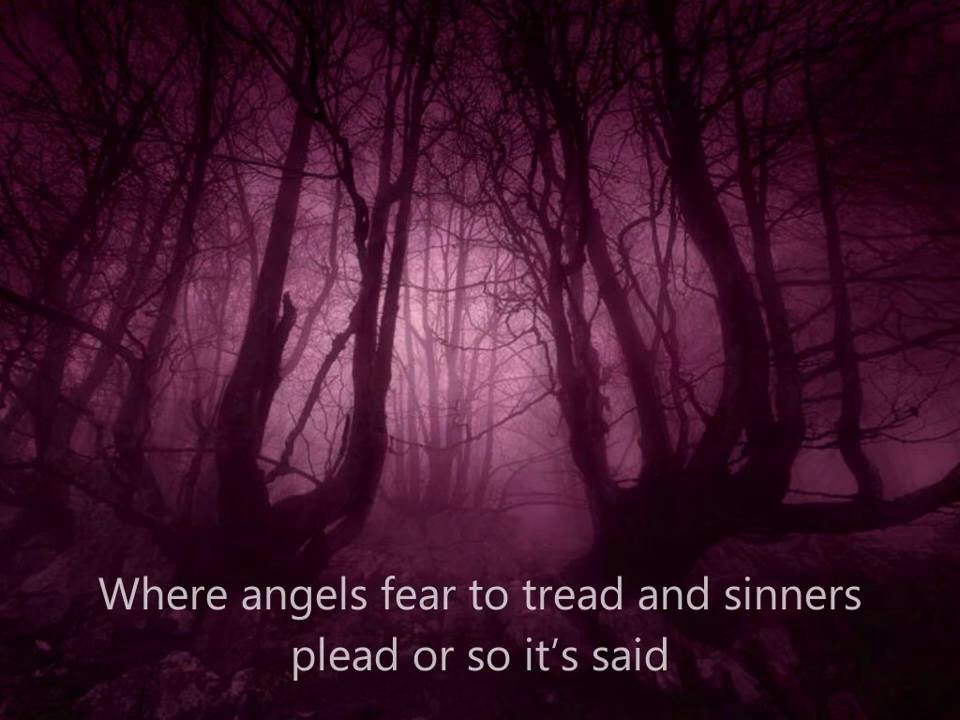 Where angels fear to tread and sinners
plead or so it’s said